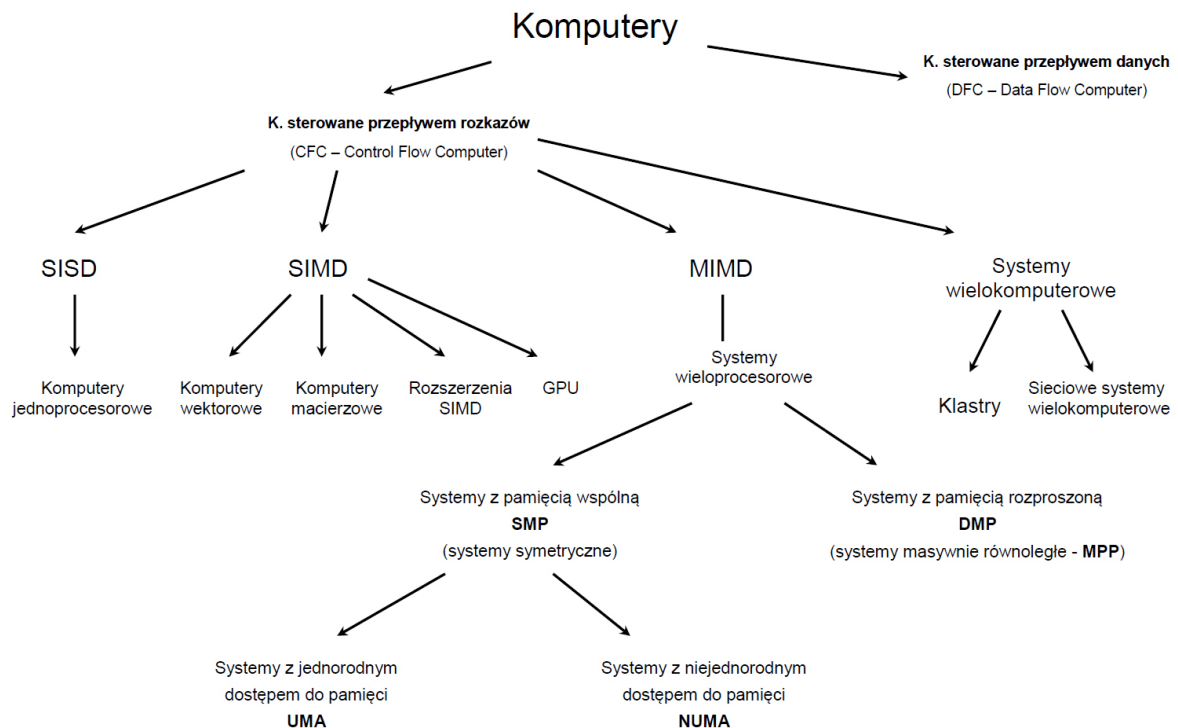 Komputery
K. sterowane przepływem danych
(DFC – Data Flow Computer)
K. sterowane przepływem rozkazów
(CFC – Control Flow Computer)
SISD
SIMD
MIMD
Systemy
wielokomputerowe
Komputery
jednoprocesorowe
Komputery
wektorowe
Komputery
macierzowe
Rozszerzenia
SIMD
GPU
Systemy
wieloprocesorowe
Klastry
Sieciowe systemy
wielokomputerowe
Systemy z pamięcią wspólną
SMP
(systemy symetryczne)
Systemy z pamięcią rozproszoną
DMP
(systemy masywnie równoległe - MPP)
Systemy z jednorodnym
dostępem do pamięci
UMA
Systemy z niejednorodnym
dostępem do pamięci
NUMA